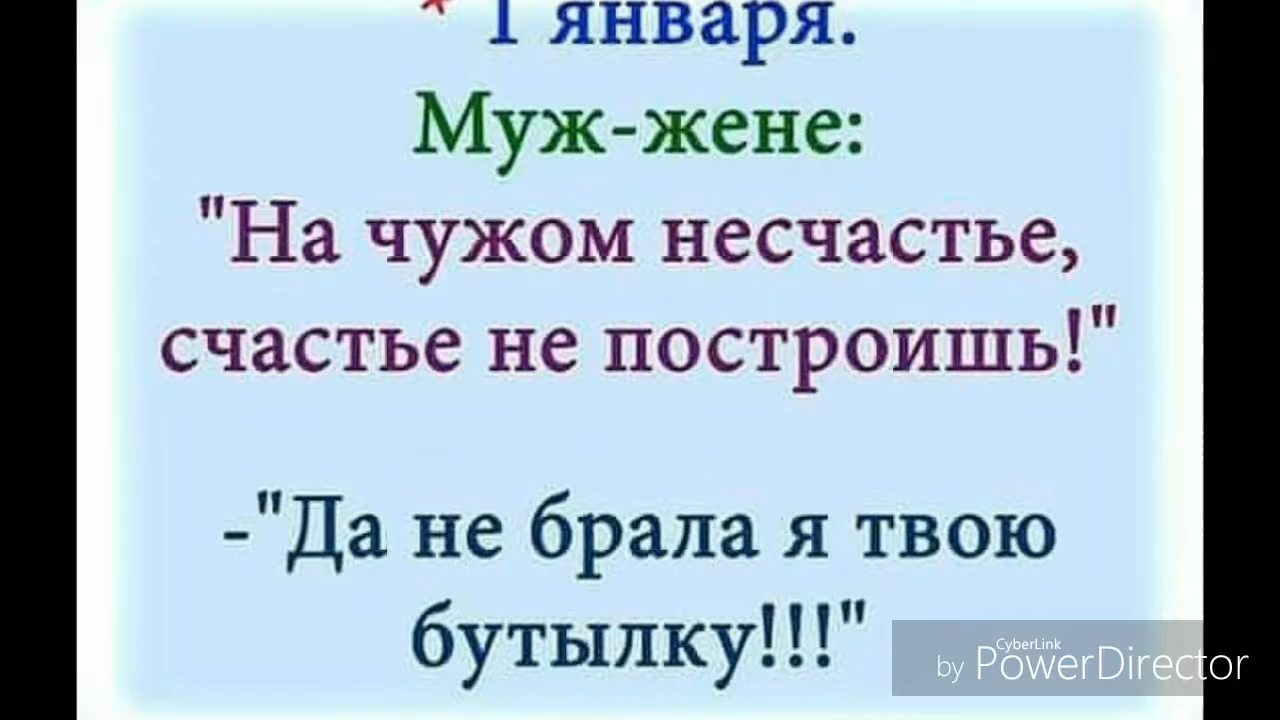 * 1 января.
Муж-жене:
"На чужом несчастье,
счастье не построишь!"
-"Да не брала я твою
бутылку!!!"
CyberLink
by PowerDirector